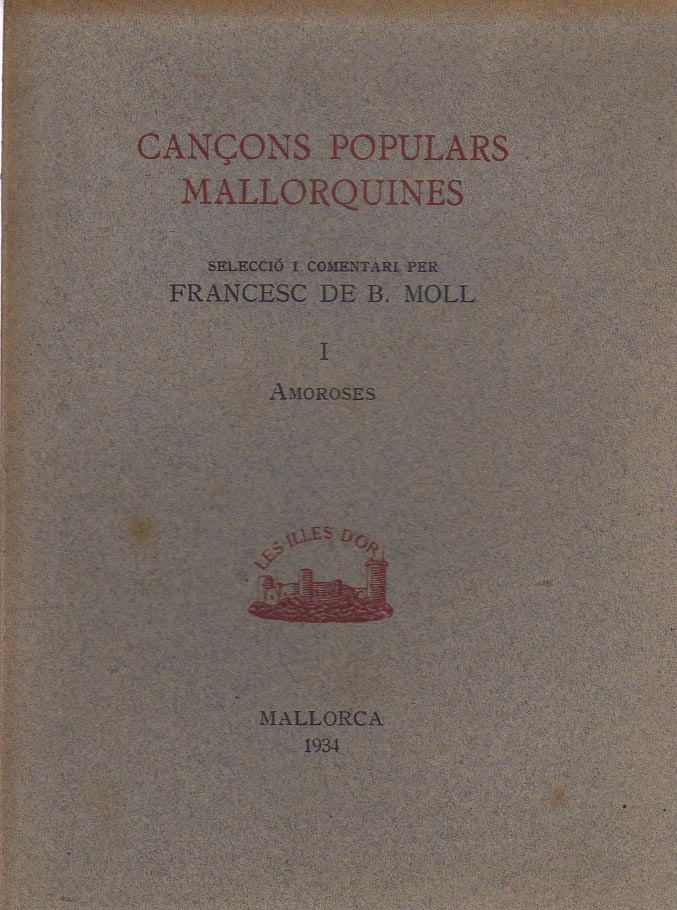 CANÇONS POPULARS
MALLORQUINES
SELECCIÓ I COMENTARI PER
FRANCESC DE B. MOLL
I
AMOROSES
LES ILLES D'OR
MALLORCA
1934